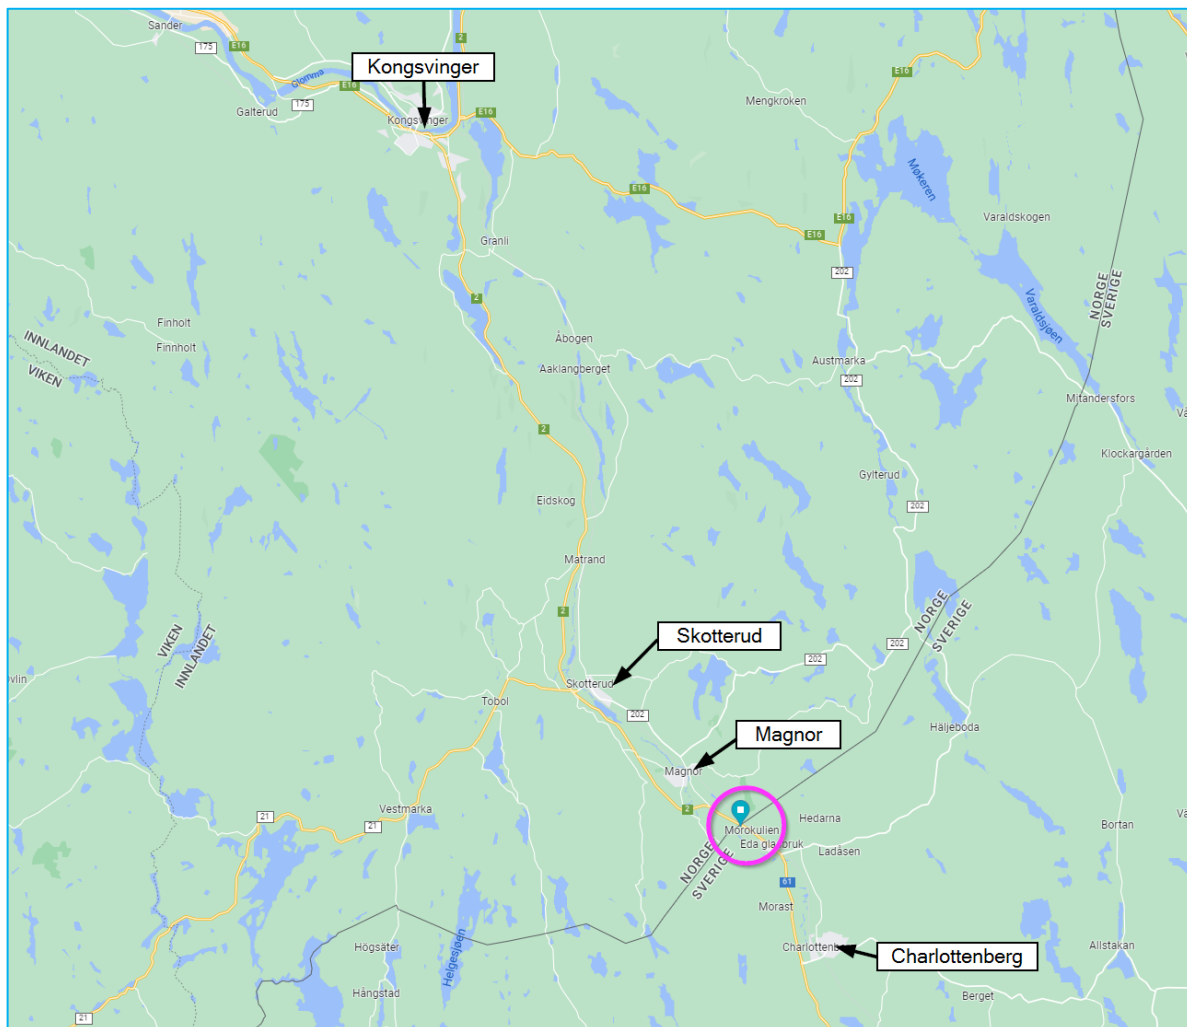 Sander
175
E16
2
E16
Kongsvinger
Glomma
E16
175
Galterud
Mengkroken
E16
Kongsvinger
Møkeren
E16
E16
Varaldskogen
E16
Granli
202
NORGE
SVERIGE
2
Varaldsjøen
Finholt
Finnholt
INNLANDET
VIKEN
Åbogen
Aaklangberget
Austmarka
202
Mitandersfors
2
Klockargården
Gylterud
Eidskog
202
Matrand
2
NORGE
SVERIGE
VIKEN
INNLANDET
Skotterud
202
202
Skotterud
Tobol
202
Häljeboda
Magnor
Magnor
Vestmarka
2
21
21
Morokulien
Hedarna
Bortan
Eda glasbruk
Ladåsen
NORGE
SVERIGE
61
Morast
Högsäter
Helgesjøen
Charlottenberg
Allstakan
Hångstad
Berget
21